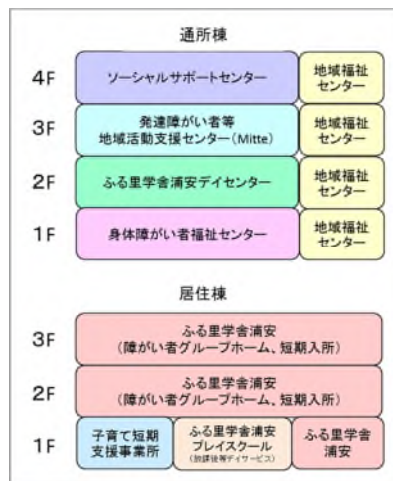 通所棟
4F
ソーシャルサポートセンター
地域福祉
センター
3F
発達障がい者等
地域活動支援センター(Mitte)
地域福祉
センター
2F
ふる里学舎浦安デイセンター
地域福祉
センター
1F
身体障がい者福祉センター
地域福祉
センター
居住棟
3F
ふる里学舎浦安
(障がい者グループホーム、短期入所)
2F
ふる里学舎浦安
(障がい者グループホーム、短期入所)
1F
子育て短期
支援事業所
ふる里学舎浦安
プレイスクール
(放課後等デイサービス)
ふる里学舎
浦安